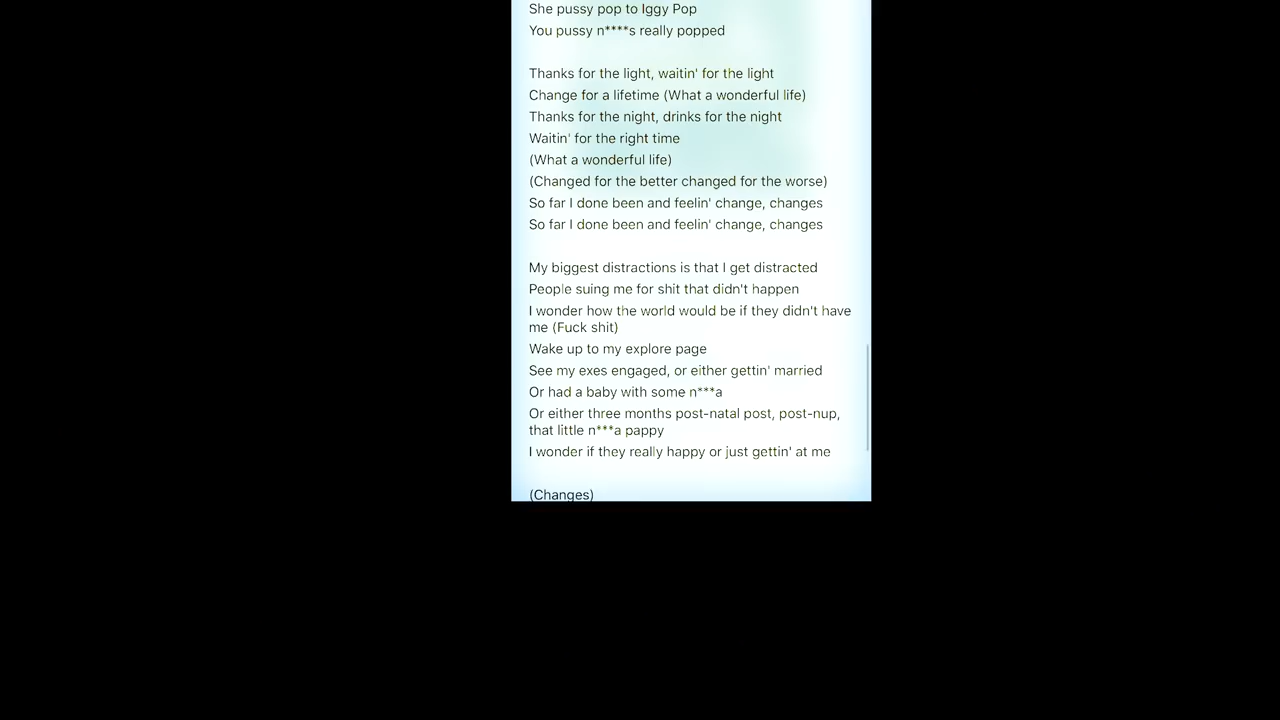 She pussy pop to Iggy Pop
You pussy n****s really popped
Thanks for the light, waitin' for the light
Change for a lifetime (What a wonderful life)
Thanks for the night, drinks for the night
Waitin' for the right time
(What a wonderful life)
(Changed for the better changed for the worse)
So far I done been and feelin' change, changes
So far I done been and feelin' change, changes
My biggest distractions is that I get distracted
People suing me for shit that didn't happen
I wonder how the world would be if they didn't have
me (Fuck shit)
Wake up to my explore page
See my exes engaged, or either gettin' married
Or had a baby with some n***a
Or either three months post-natal post, post-nup,
that little n***a pappy
I wonder if they really happy or just gettin' at me
(Changes)